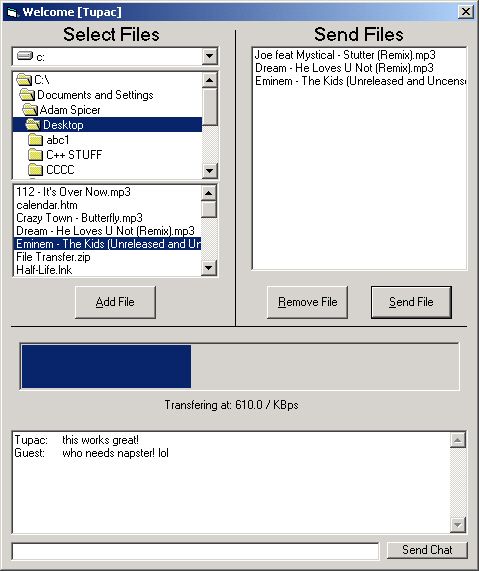 Welcome [Tupac]
Select Files
c:
C:\
Documents and Settings
Adam Spicer
Desktop
abc1
C++ STUFF
CCCC
112 - It's Over Now.mp3
calendar.htm
Crazy Town - Butterfly.mp3
Dream - He Loves U Not (Remix).mp3
Eminem - The Kids (Unreleased and Un
File Transfer.zip
Half-Life.lnk
Add File
Send Files
Joe feat Mystical - Stutter (Remix).mp3
Dream - He Loves U Not (Remix).mp3
Eminem - The Kids (Unreleased and Uncens
Remove File
Send File
Transfering at: 610.0 / KBps
Tupac: this works great!
Guest: who needs napster! lol
Send Chat